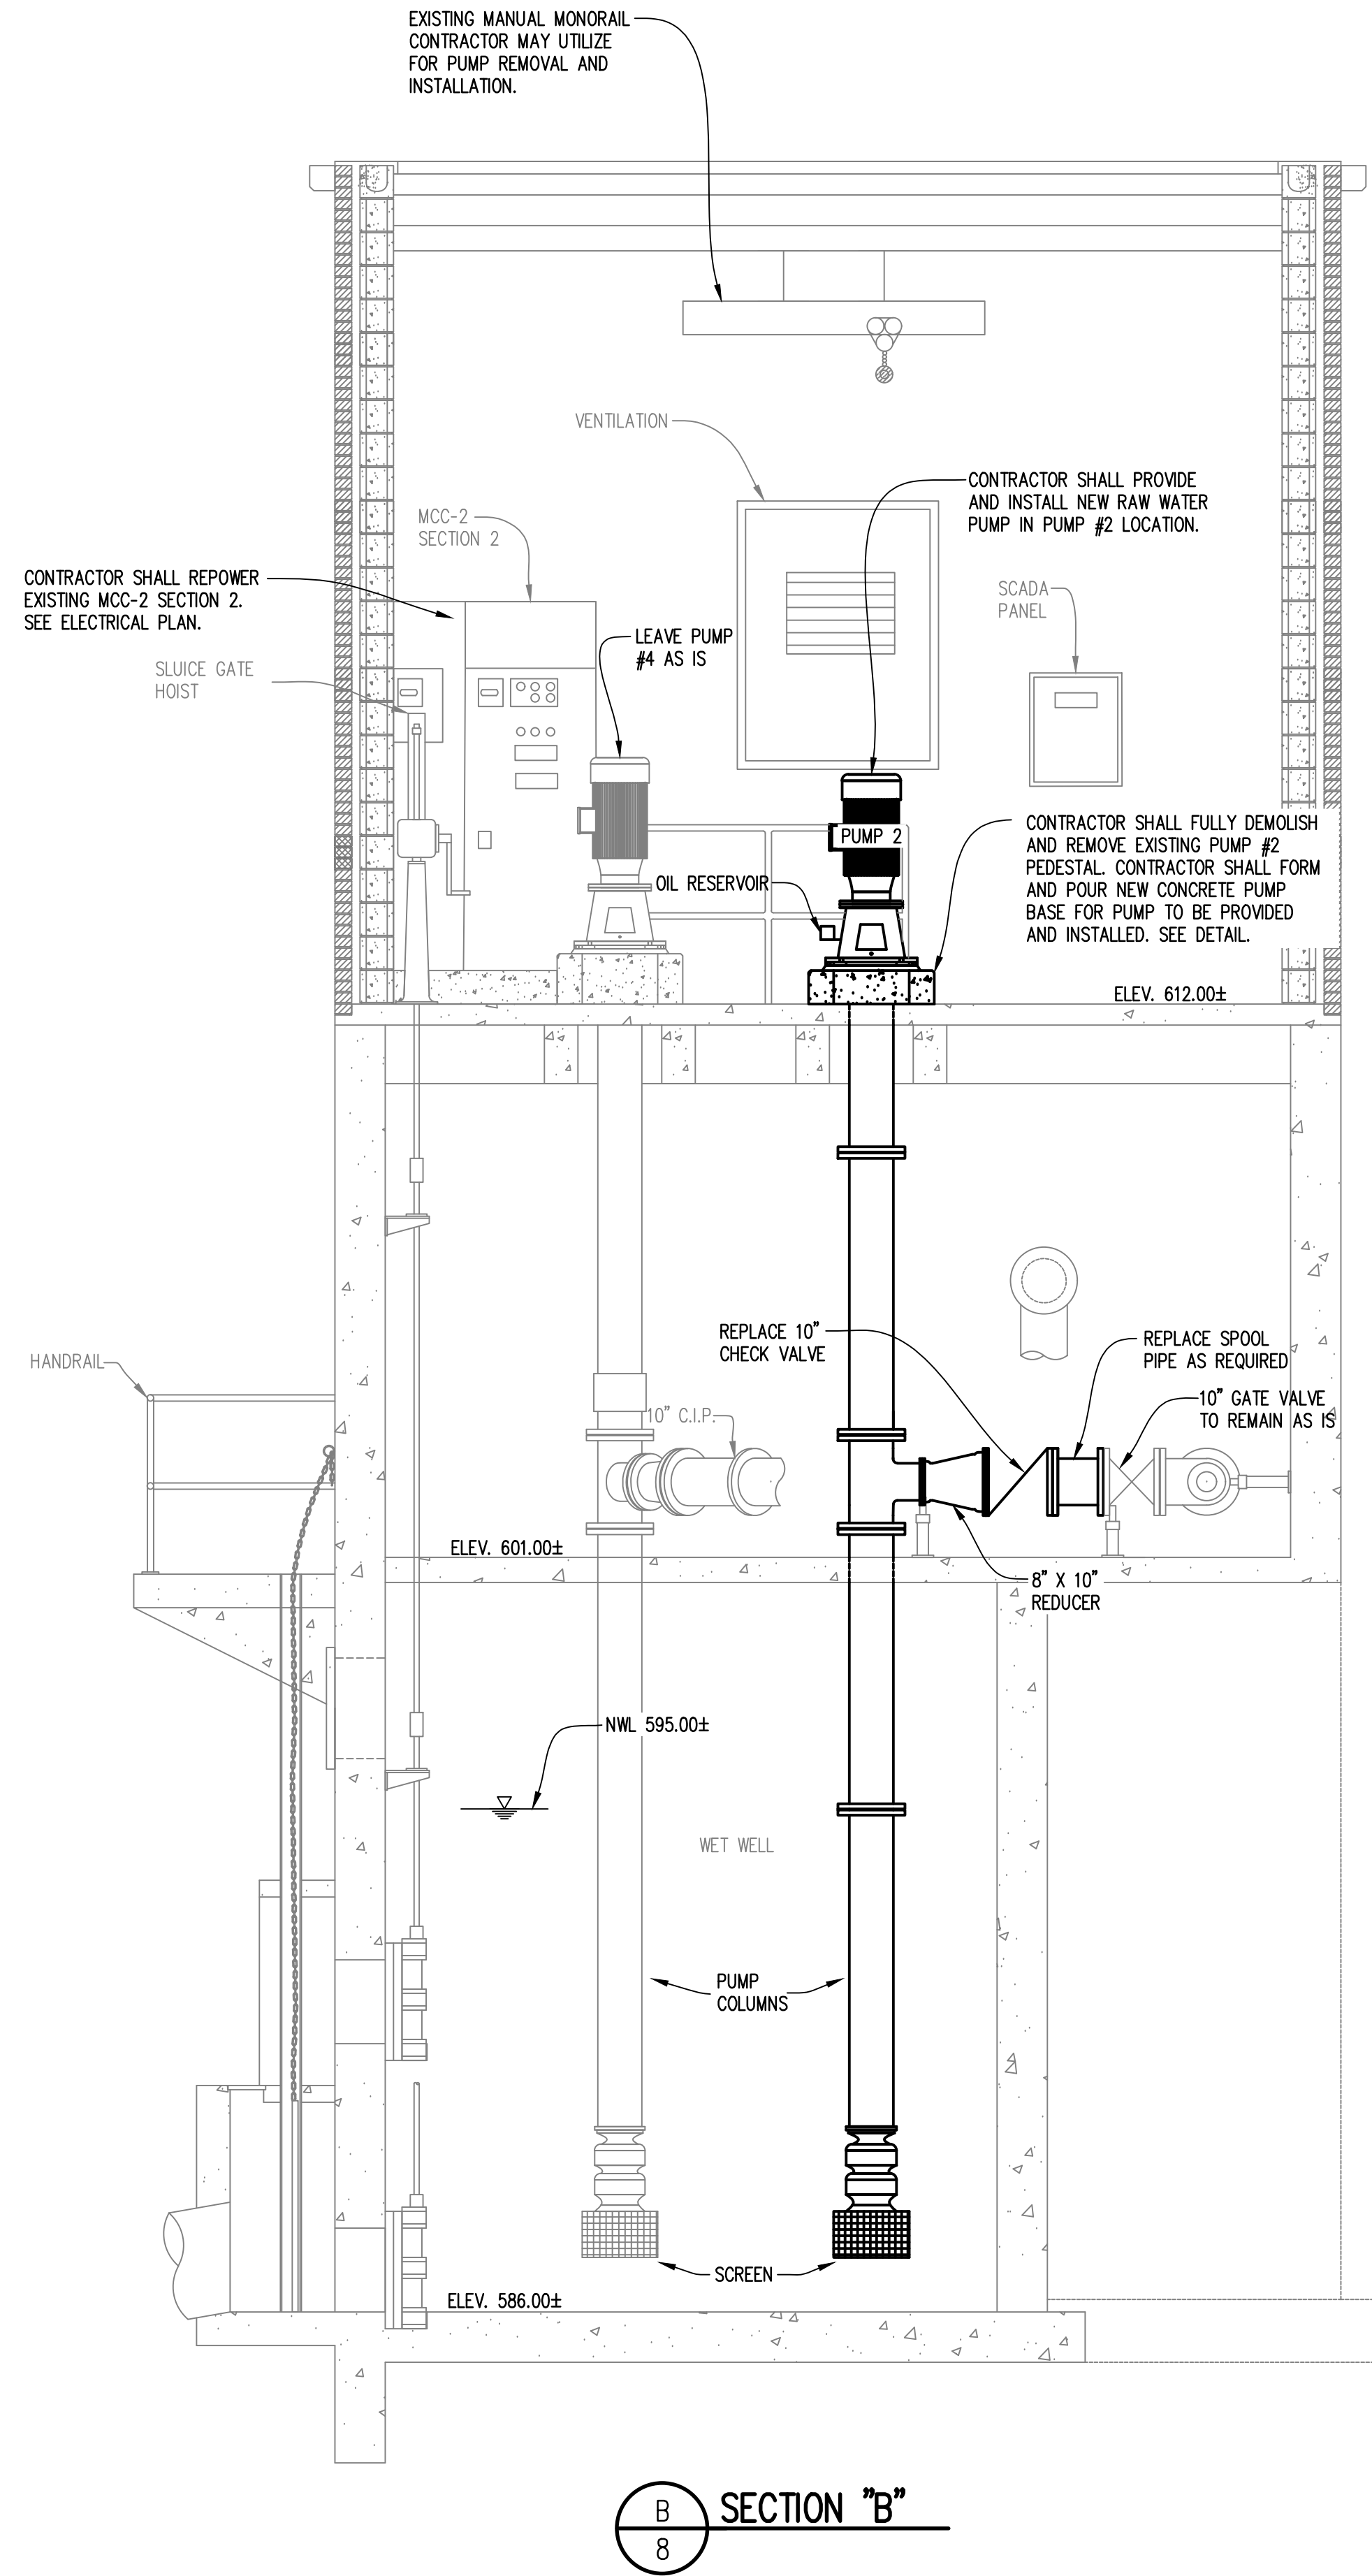 EXISTING MANUAL MONORAIL
CONTRACTOR MAY UTILIZE
FOR PUMP REMOVAL AND
INSTALLATION.
VENTILATION
CONTRACTOR SHALL PROVIDE
AND INSTALL NEW RAW WATER
PUMP IN PUMP #2 LOCATION.
MCC-2
SECTION 2
CONTRACTOR SHALL REPOWER
EXISTING MCC-2 SECTION 2.
SEE ELECTRICAL PLAN.
SCADA
PANEL
LEAVE PUMP
#4 AS IS
SLUICE GATE
HOIST
CONTRACTOR SHALL FULLY DEMOLISH
AND REMOVE EXISTING PUMP #2
PEDESTAL. CONTRACTOR SHALL FORM
AND POUR NEW CONCRETE PUMP
BASE FOR PUMP TO BE PROVIDED
AND INSTALLED. SEE DETAIL.
PUMP 2
OIL RESERVOIR
ELEV. 612.00±
REPLACE 10"
CHECK VALVE
REPLACE SPOOL
PIPE AS REQUIRED
HANDRAIL
10" GATE VALVE
TO REMAIN AS IS
10" C.I.P.
ELEV. 601.00±
8" X 10"
REDUCER
NWL 595.00±
WET WELL
PUMP
COLUMNS
SCREEN
ELEV. 586.00±
B
8
SECTION "B"